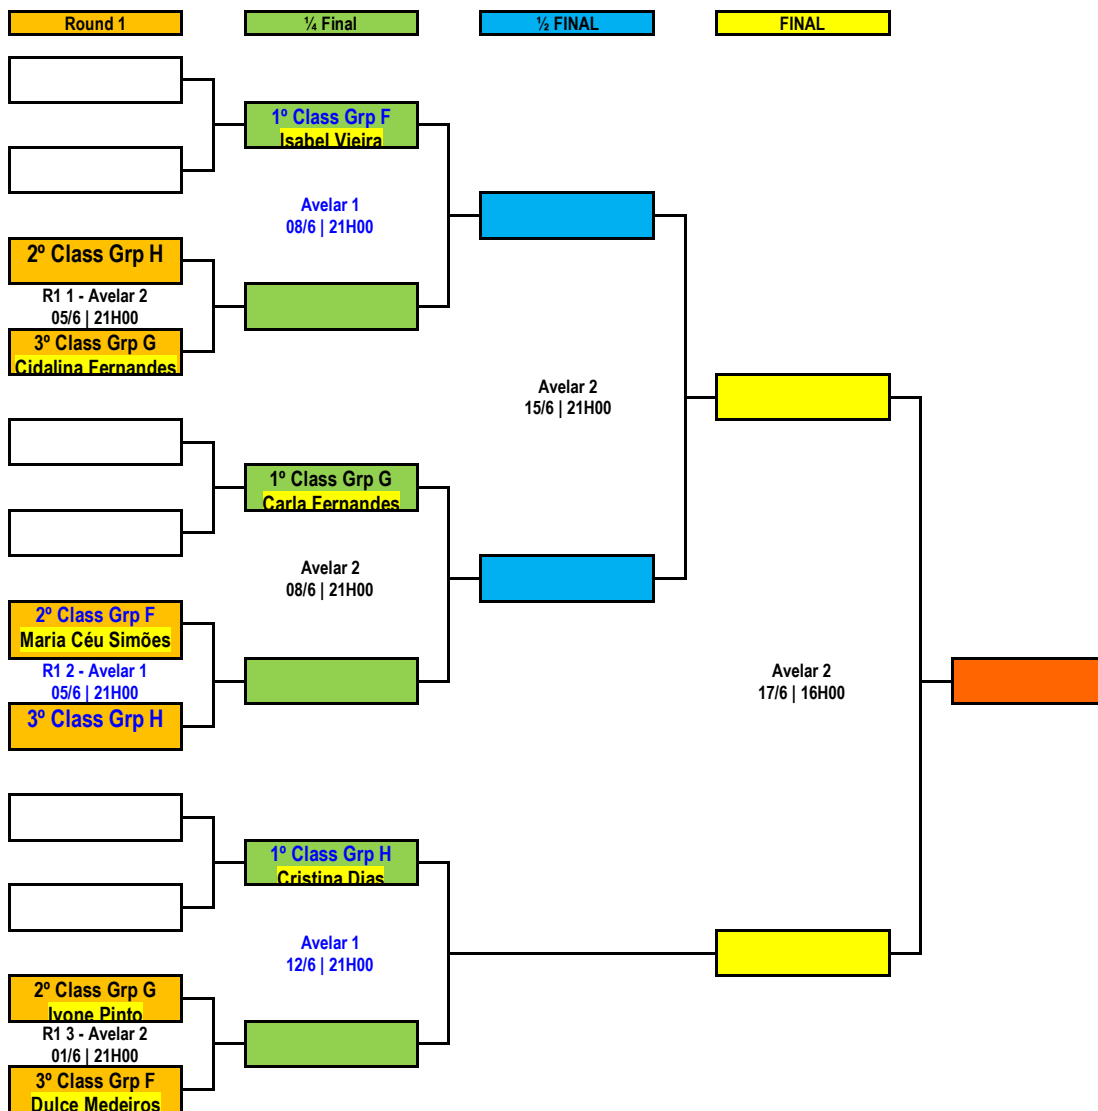 Round 1
¼ Final
½ FINAL
FINAL
1º Class Grp F
Isabel Vieira
Avelar 1
08/6 | 21H00
2º Class Grp H
R1 1 - Avelar 2
05/6 | 21H00
3º Class Grp G
Cidalina Fernandes
Avelar 2
15/6 | 21H00
1º Class Grp G
Carla Fernandes
Avelar 2
08/6 | 21H00
2º Class Grp F
Maria Céu Simões
R1 2 - Avelar 1
05/6 | 21H00
3º Class Grp H
Avelar 2
17/6 | 16H00
1º Class Grp H
Cristina Dias
Avelar 1
12/6 | 21H00
2º Class Grp G
Ivone Pinto
R1 3 - Avelar 2
01/6 | 21H00
3º Class Grp F
Dulce Medeiros